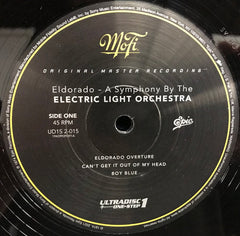 MoFi
ORIGINAL MASTER RECORDING
Eldorado - A Symphony By The
ELECTRIC LIGHT ORCHESTRA
SIDE ONE
45 RPM
UD1S 2-015
Epic
ELDORADO OVERTURE
CAN'T GET IT OUT OF MY HEAD
BOY BLUE
ULTRADISC
ONE-STEP
1